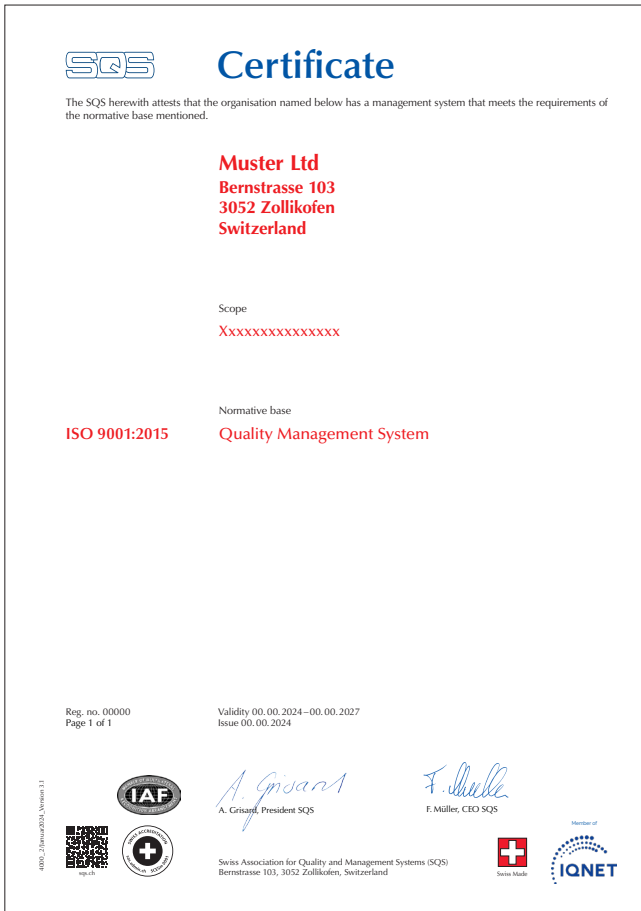 SQS
Certificate
The SQS herewith attests that the organisation named below has a management system that meets the requirements of
the normative base mentioned.
Muster Ltd
Bernstrasse 103
3052 Zollikofen
Switzerland
Scope
Xxxxxxxxxxxxxxx
Normative base
ISO 9001:2015 Quality Management System
Reg. no. 00000
Page 1 of 1
Validity 00.00.2024–00.00.2027
Issue 00.00.2024
4000_2/Januar2024_Version 3.1
IAF
A. Grisard
A. Grisard, President SQS
F. Müller, CEO SQS
SWISS ACCREDITATION
sqs.ch
Swiss Association for Quality and Management Systems (SQS)
Bernstrasse 103, 3052 Zollikofen, Switzerland
Swiss Made
Member of
IQNET